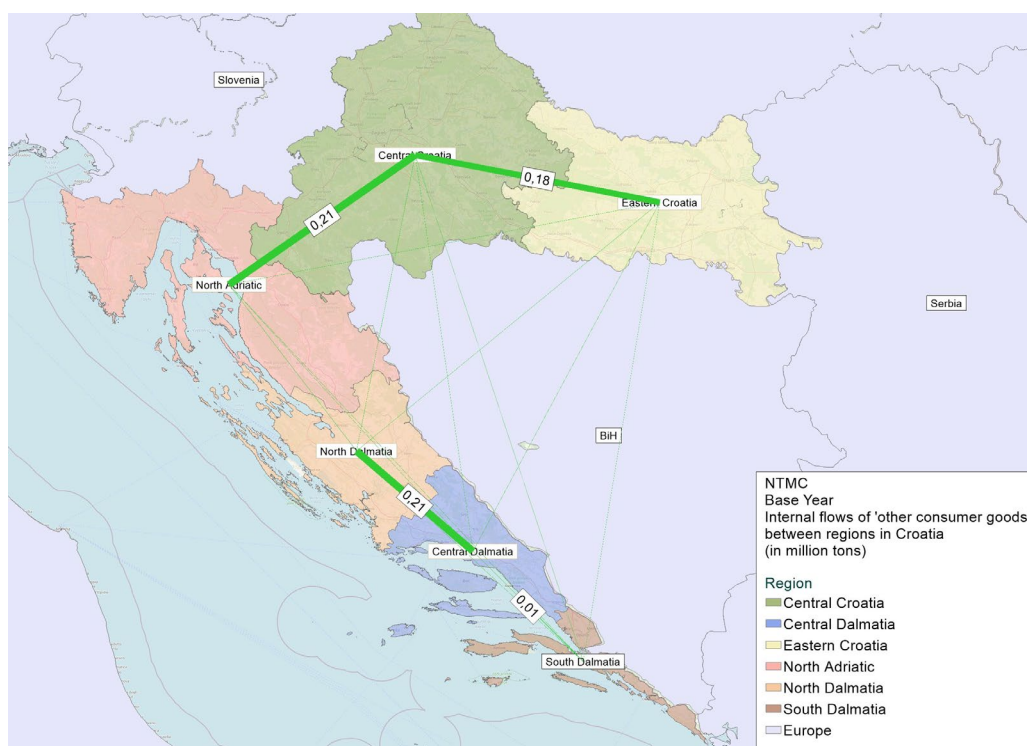 Slovenia
Central Croatia
0,18
Eastern Croatia
0,21
North Adriatic
Serbia
BiH
North Dalmatia
0,21
Central Dalmatia
0,01
South Dalmatia
NTMC
Base Year
Internal flows of 'other consumer goods
between regions in Croatia
(in million tons)
Region
Central Croatia
Central Dalmatia
Eastern Croatia
North Adriatic
North Dalmatia
South Dalmatia
Europe